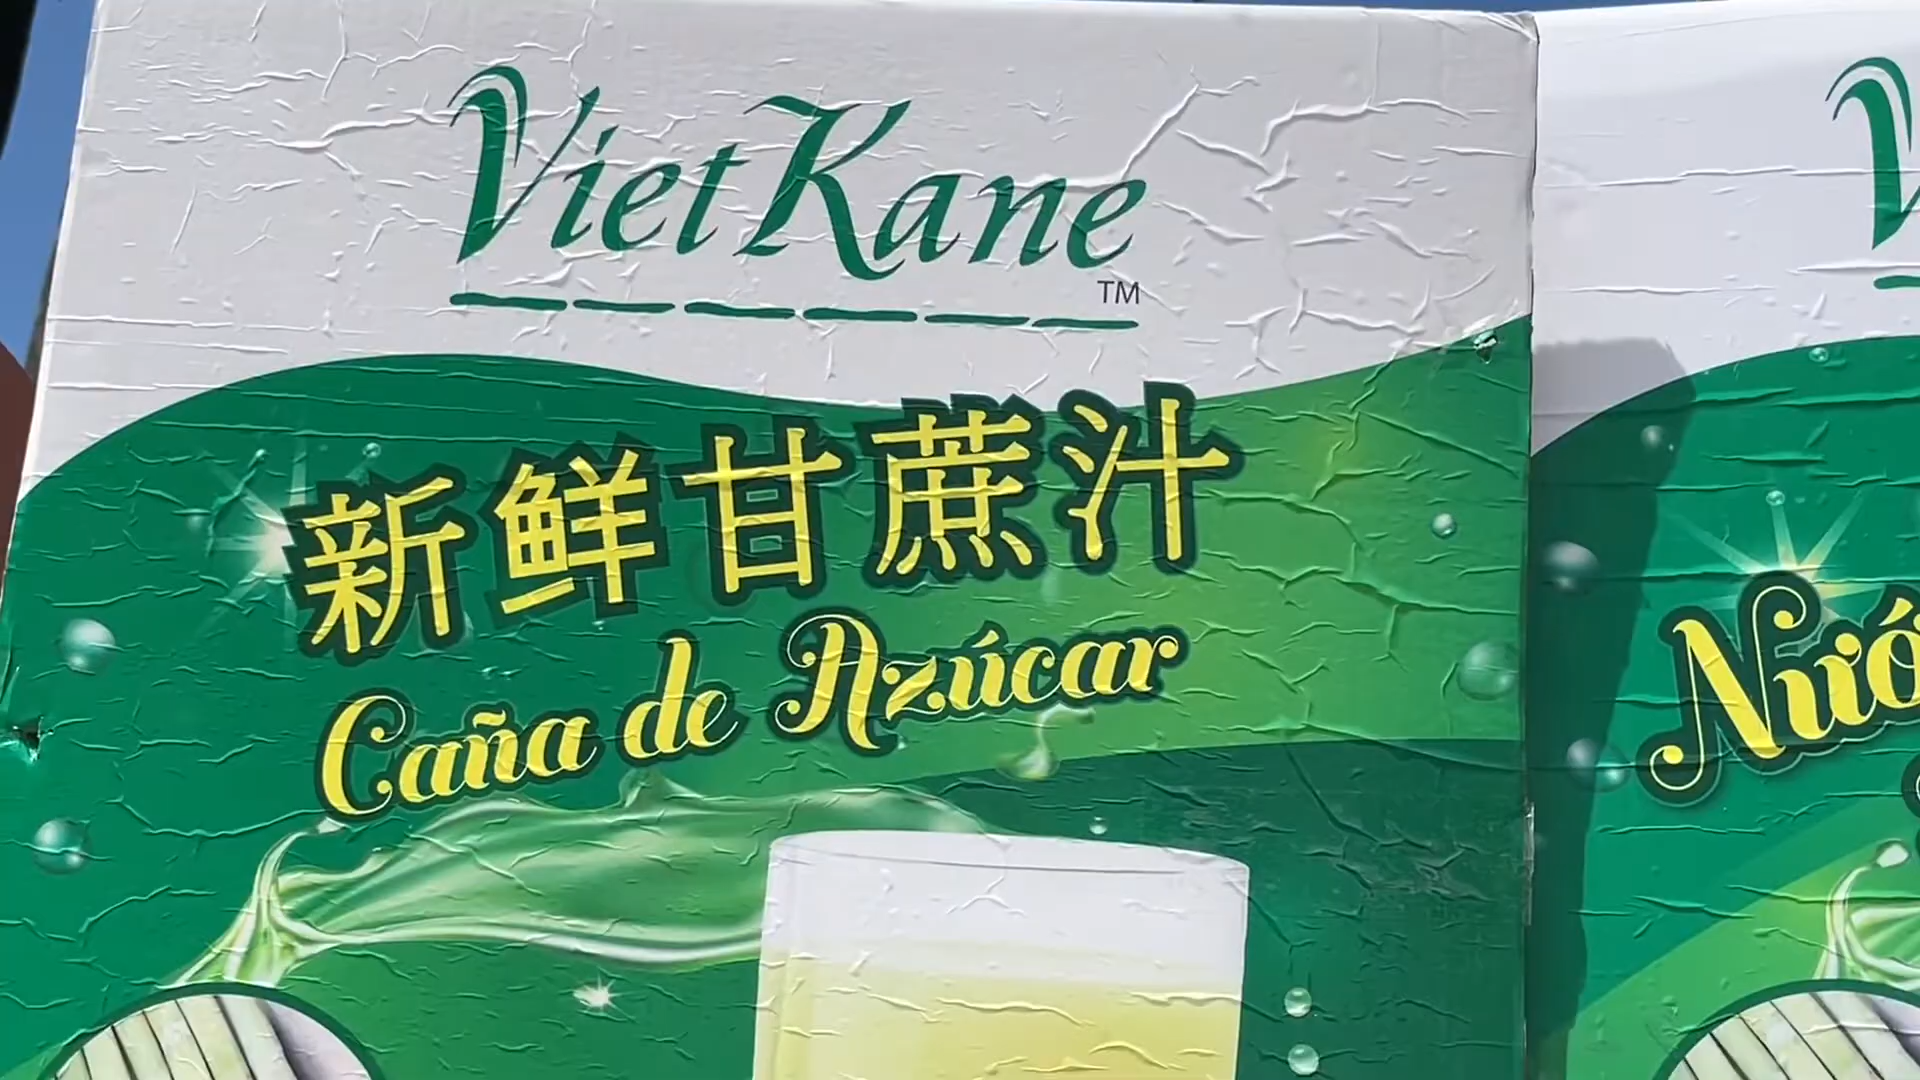 VietKane
TM
新鲜甘蔗汁
Caña de Azúcar